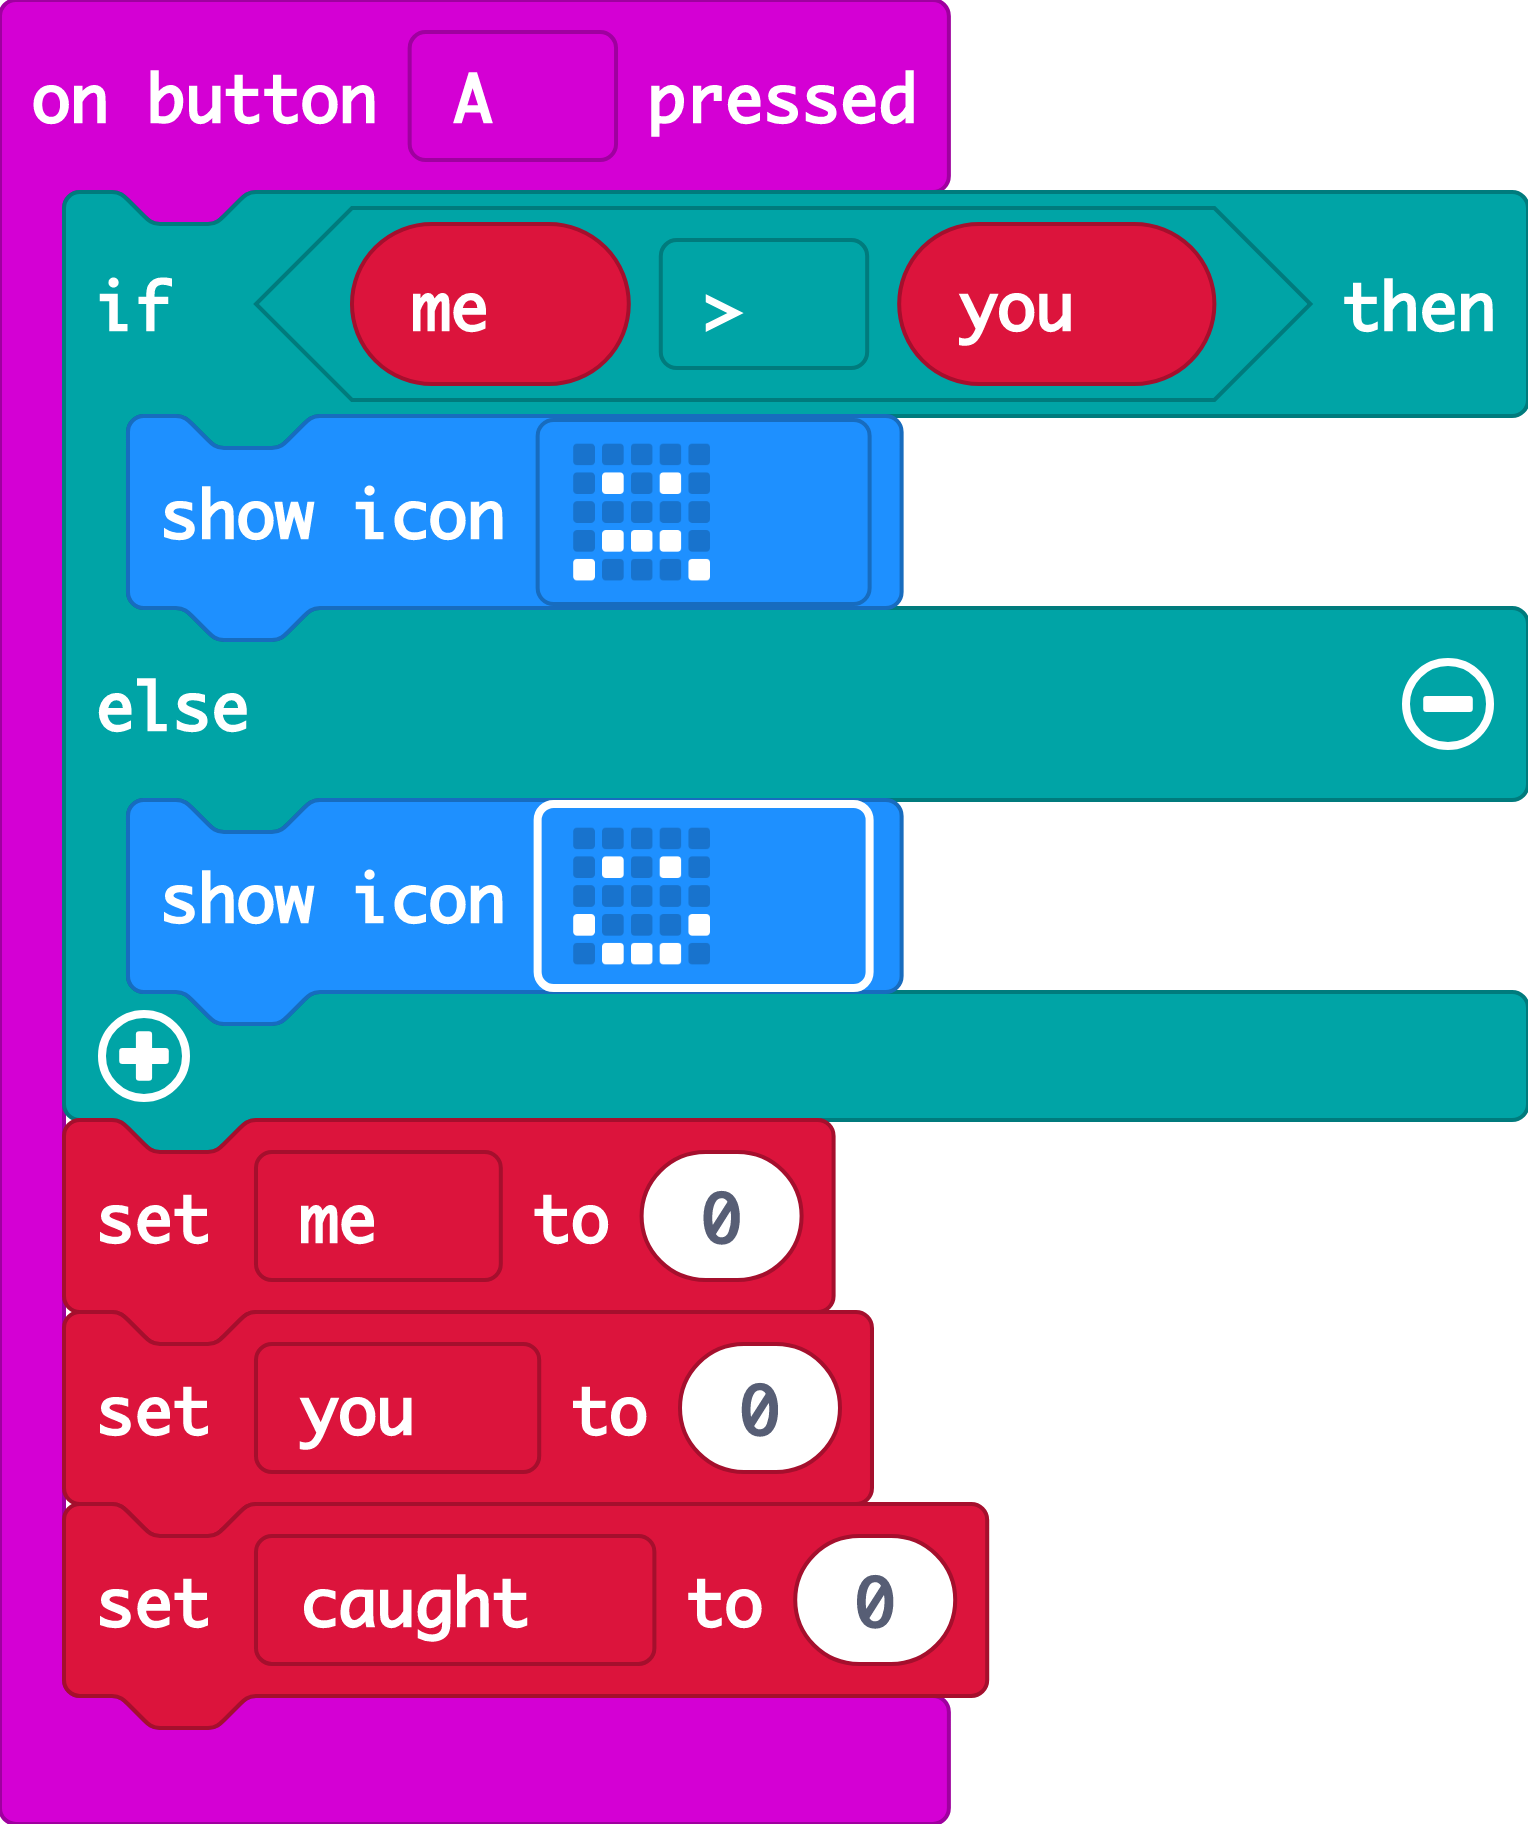 on button A pressed
if me > you then
show icon
else
show icon
set me to 0
set you to 0
set caught to 0